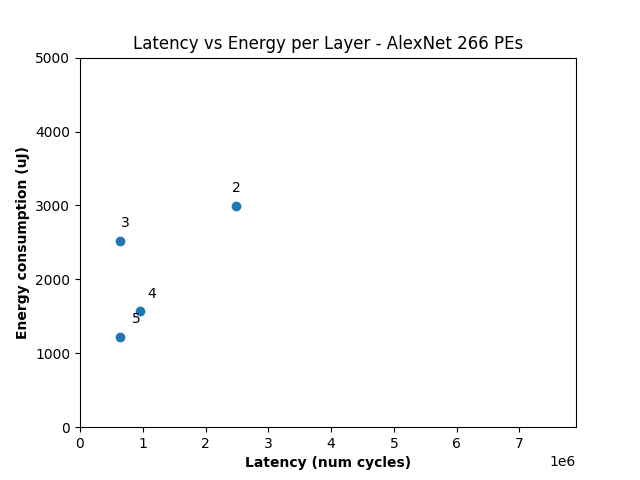 Latency vs Energy per Layer - AlexNet 266 PEs
Energy consumption (uJ)
5000
4000
3000
2000
1000
0
2
3
4
5
0 1 2 3 4 5 6 7
1e6
Latency (num cycles)